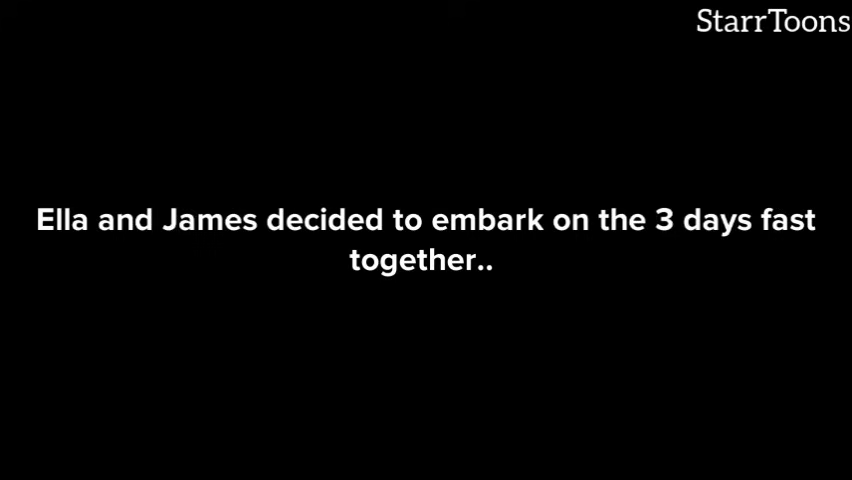 StarrToons
Ella and James decided to embark on the 3 days fast
together..